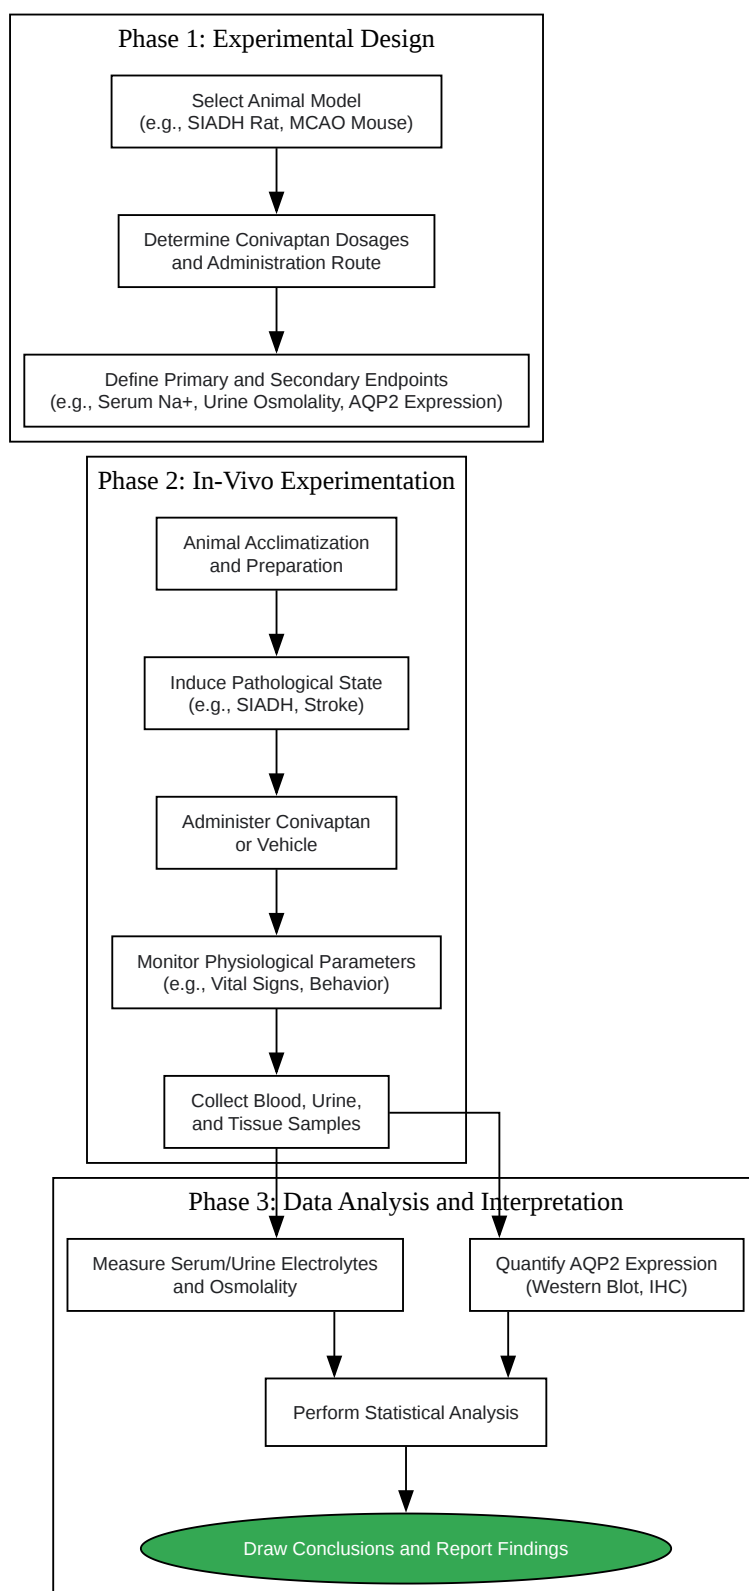 Phase 1: Experimental Design
Select Animal Model
(e.g., SIADH Rat, MCAO Mouse)
Determine Conivaptan Dosages
and Administration Route
Define Primary and Secondary Endpoints
(e.g., Serum Na+, Urine Osmolality, AQP2 Expression)
Phase 2: In-Vivo Experimentation
Animal Acclimatization
and Preparation
Induce Pathological State
(e.g., SIADH, Stroke)
Administer Conivaptan
or Vehicle
Monitor Physiological Parameters
(e.g., Vital Signs, Behavior)
Collect Blood, Urine,
and Tissue Samples
Phase 3: Data Analysis and Interpretation
Measure Serum/Urine Electrolytes
and Osmolality
Quantify AQP2 Expression
(Western Blot, IHC)
Perform Statistical Analysis
Draw Conclusions and Report Findings